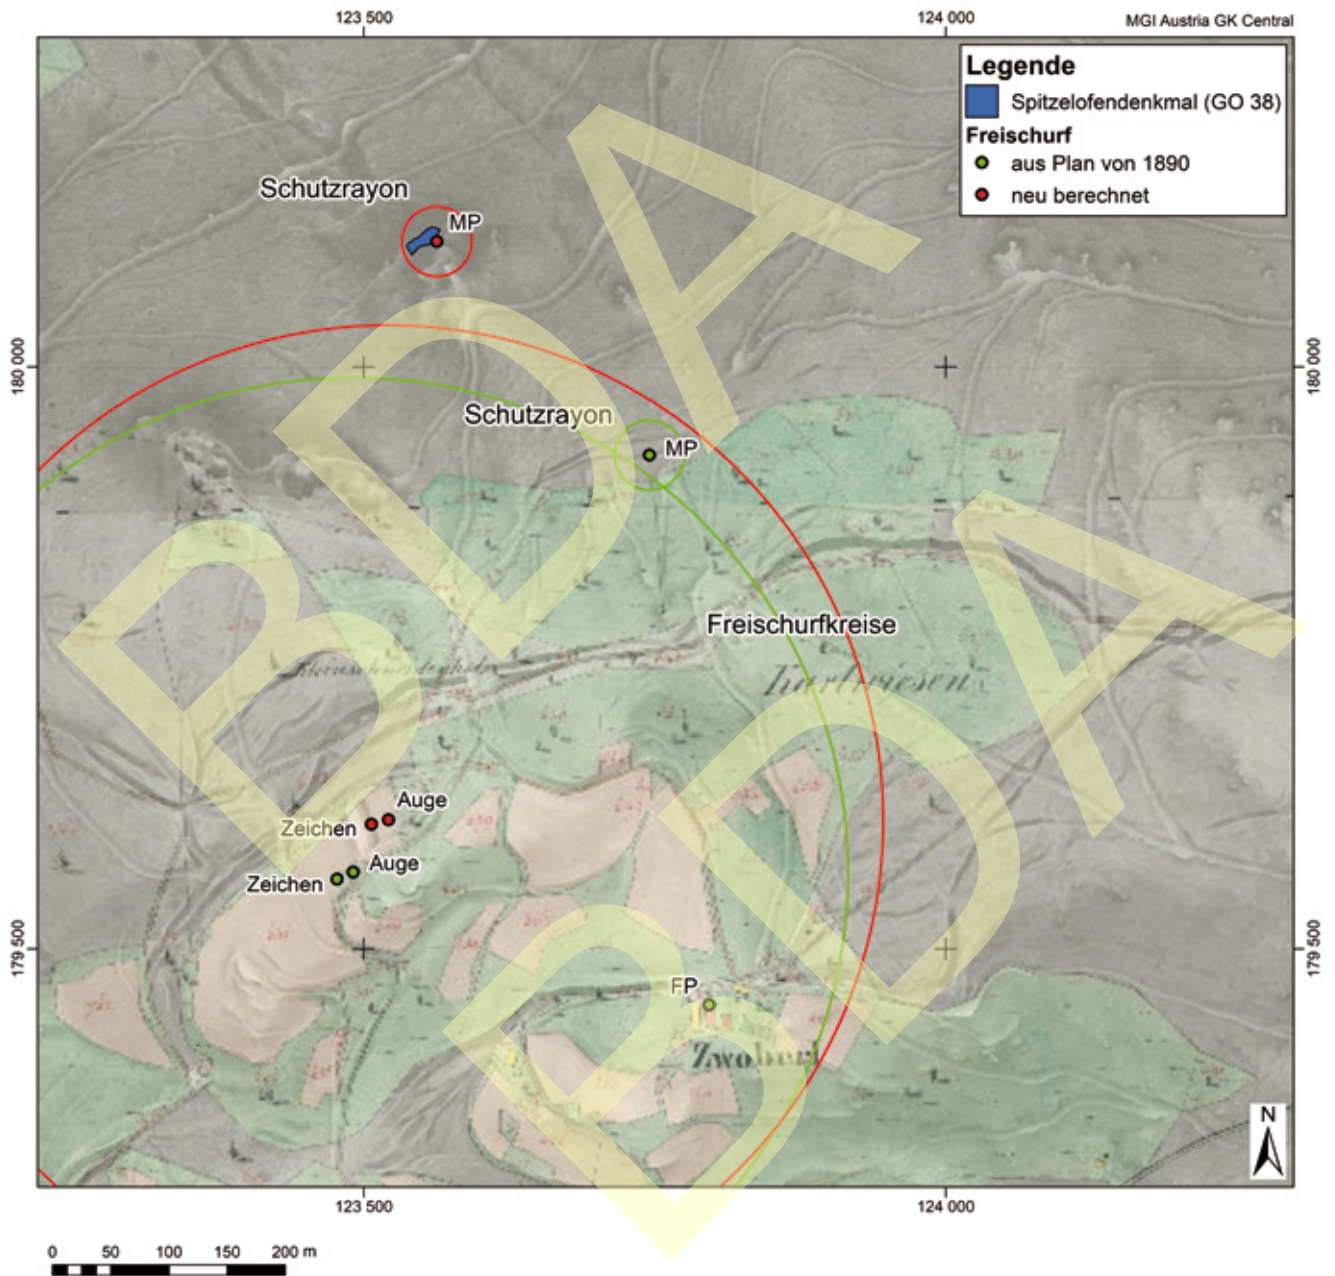 123 500
124 000
MGI Austria GK Central
Legende
Spitzelofendenkmal (GO 38)
Freischurf
aus Plan von 1890
neu berechnet
Schutzrayon
MP
180 000
180 000
Schutzrayon
MP
Freischurfkreise
Auge
Zeichen
Auge
Zeichen
179 500
179 500
FP
Zwoberl
N
123 500
124 000
0 50 100 150 200 m
BDA
BDA